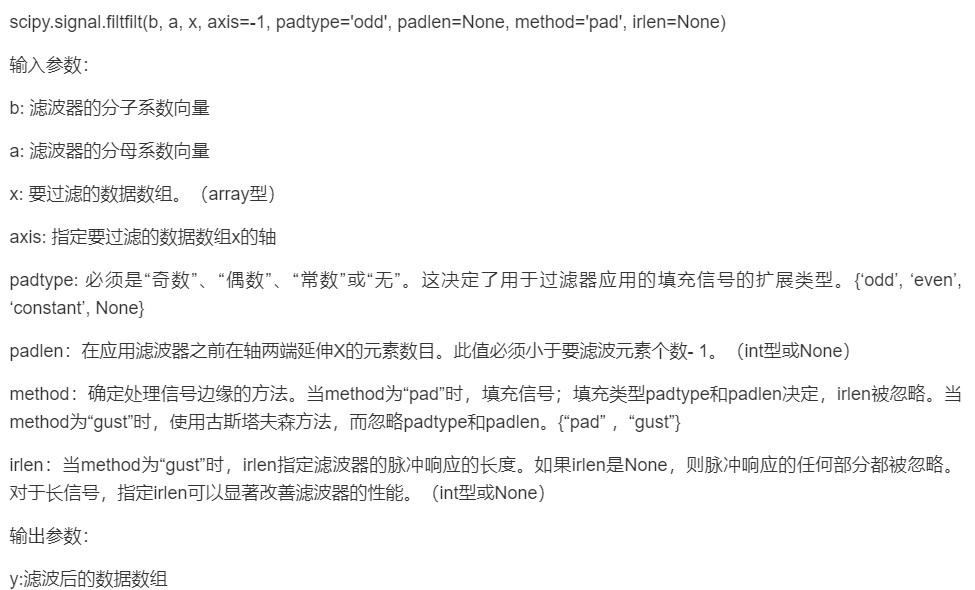 scipy.signal.filtfilt(b, a, x, axis=-1, padtype='odd', padlen=None, method='pad', irlen=None)
输入参数：
b: 滤波器的分子系数向量
a: 滤波器的分母系数向量
x: 要过滤的数据数组。（array型）
axis: 指定要过滤的数据数组x的轴
padtype: 必须是“奇数”、“偶数”、“常数”或“无”。这决定了用于过滤器应用的填充信号的扩展类型。{‘odd’, ‘even’,
‘constant’, None}
padlen：在应用滤波器之前在轴两端延伸X的元素数目。此值必须小于要滤波元素个数- 1。（int型或None）
method：确定处理信号边缘的方法。当method为“pad”时，填充信号；填充类型padtype和padlen决定，irlen被忽略。当
method为“gust”时，使用古斯塔夫森方法，而忽略padtype和padlen。{“pad” ，“gust”}
irlen：当method为“gust”时，irlen指定滤波器的脉冲响应的长度。如果irlen是None，则脉冲响应的任何部分都被忽略。
对于长信号，指定irlen可以显著改善滤波器的性能。（int型或None）
输出参数：
y:滤波后的数据数组